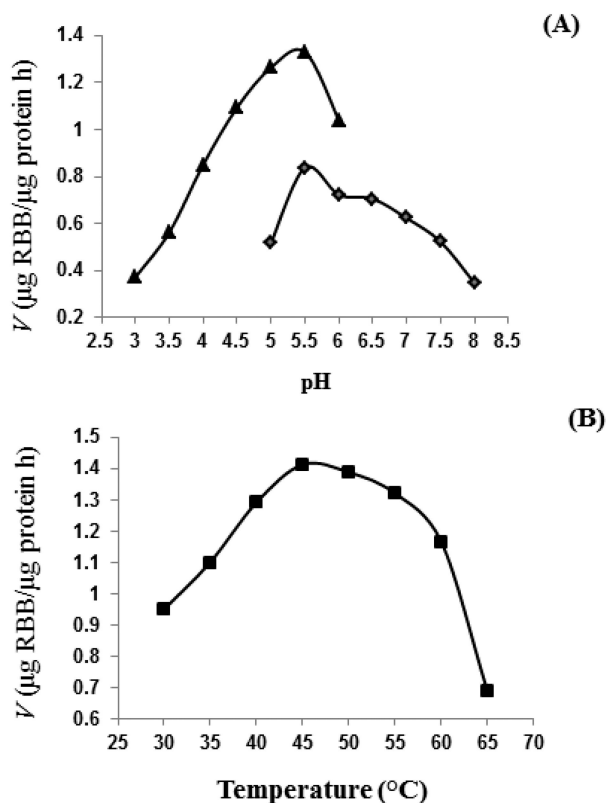 (A)
V (µg RBB/µg protein h)
1.4
1.2
1
0.8
0.6
0.4
0.2
2.5 3 3.5 4 4.5 5 5.5 6 6.5 7 7.5 8 8.5
pH
(B)
V (µg RBB/µg protein h)
1.5
1.4
1.3
1.2
1.1
1
0.9
0.8
0.7
0.6
25 30 35 40 45 50 55 60 65 70
Temperature (°C)